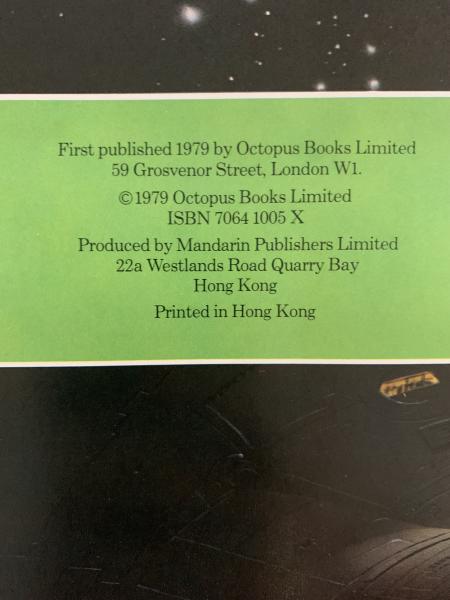 First published 1979 by Octopus Books Limited
59 Grosvenor Street, London W1.
©1979 Octopus Books Limited
ISBN 7064 1005 X
Produced by Mandarin Publishers Limited
22a Westlands Road Quarry Bay
Hong Kong
Printed in Hong Kong